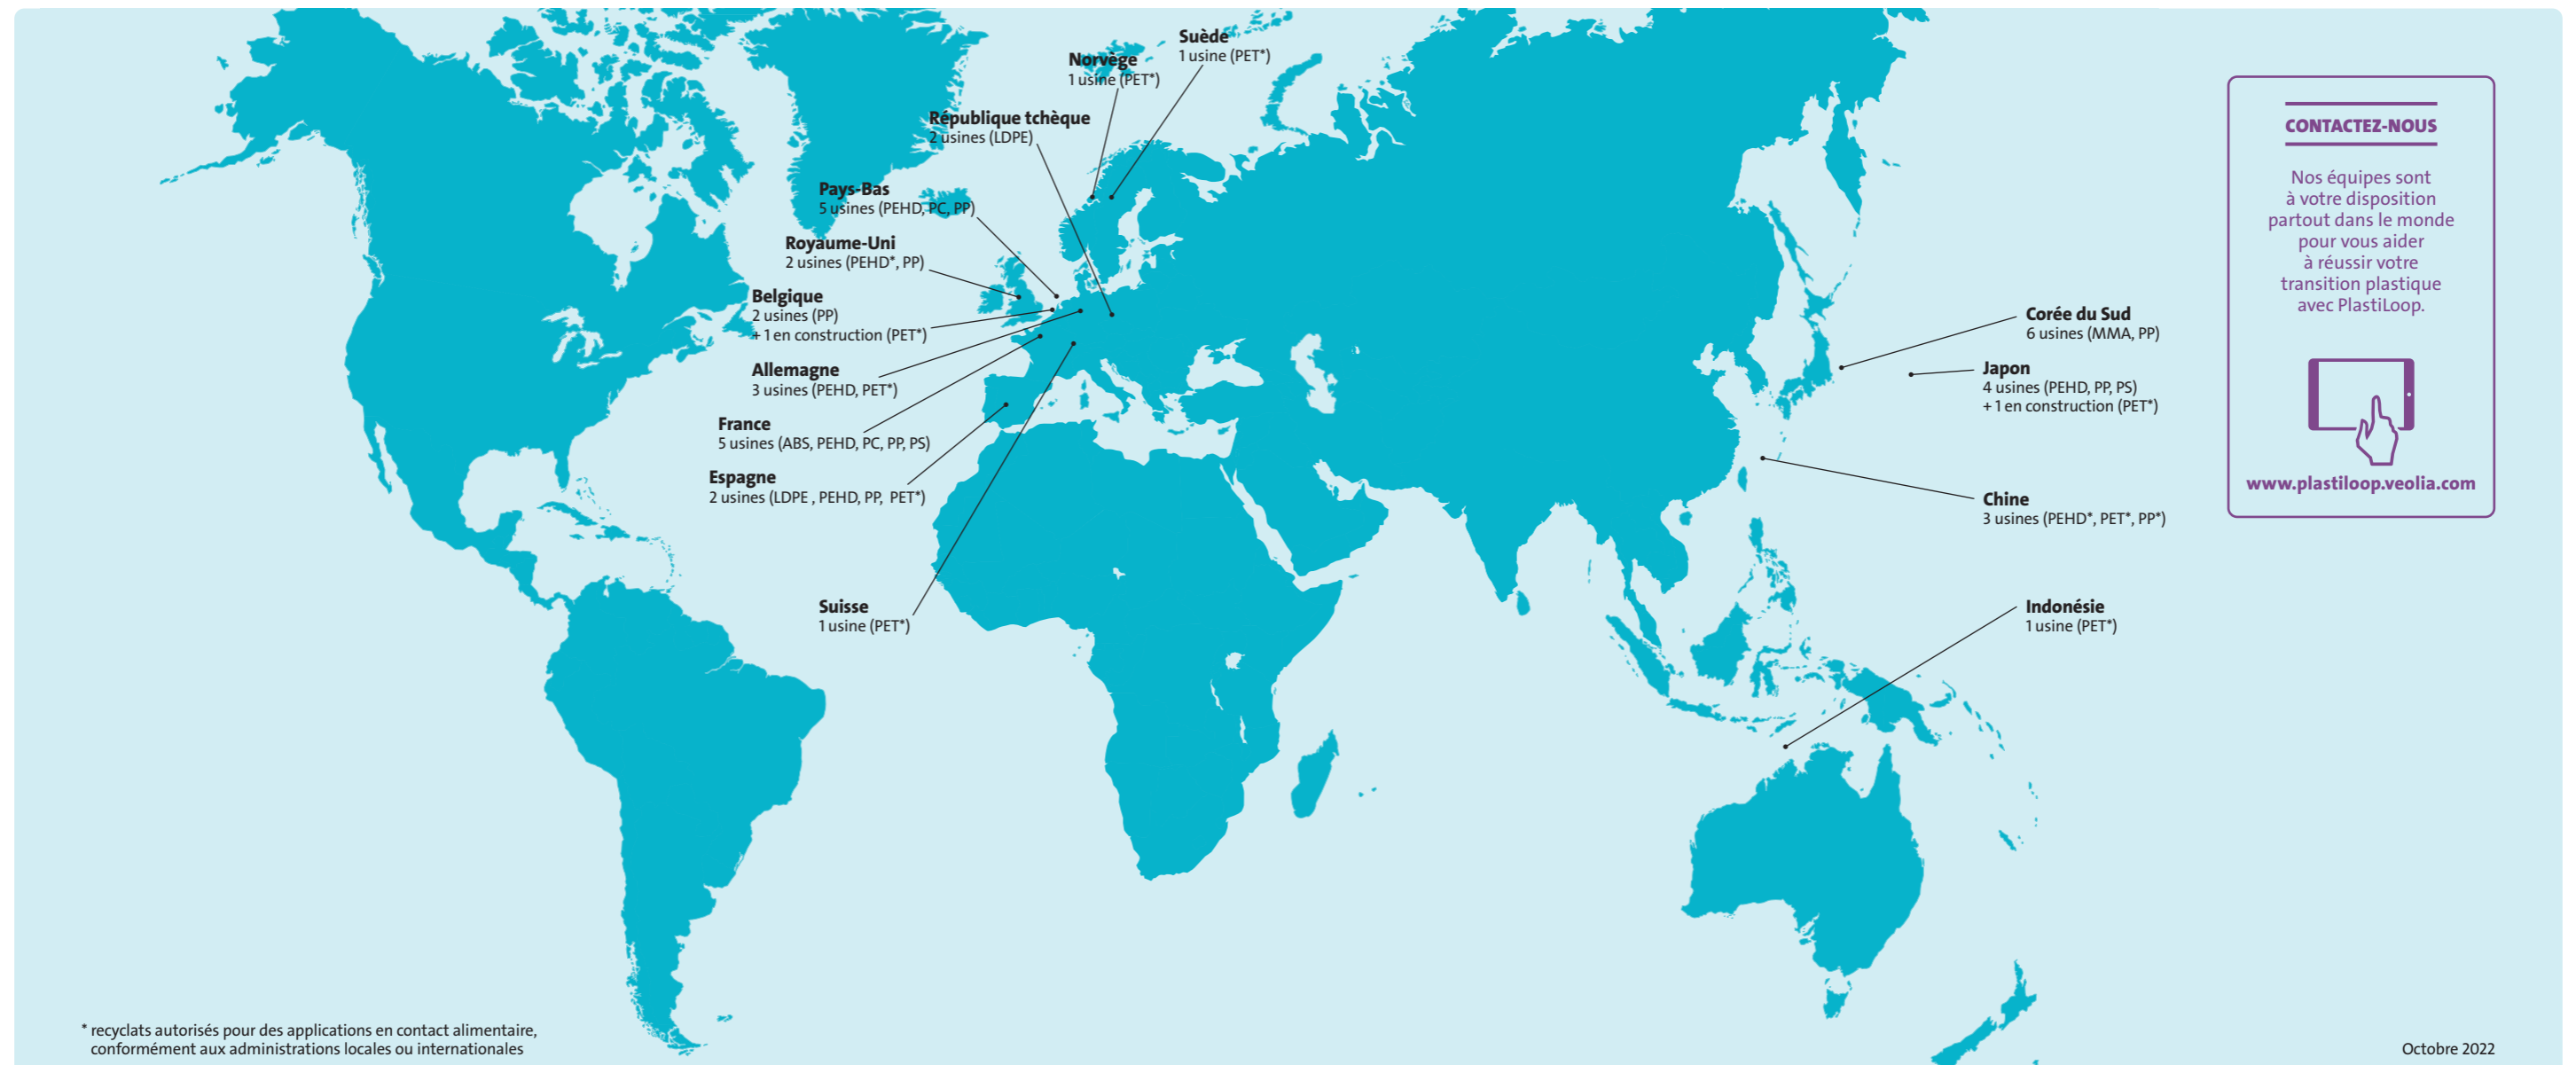 Suède
1 usine (PET*)
Norvège
1 usine (PET*)
République tchèque
2 usines (LDPE)
Pays-Bas
5 usines (PEHD, PC, PP)
Royaume-Uni
2 usines (PEHD*, PP)
Belgique
2 usines (PP)
+ 1 en construction (PET*)
Allemagne
3 usines (PEHD, PET*)
France
5 usines (ABS, PEHD, PC, PP, PS)
Espagne
2 usines (LDPE , PEHD, PP, PET*)
Suisse
1 usine (PET*)
Corée du Sud
6 usines (MMA, PP)
Japon
4 usines (PEHD, PP, PS)
+ 1 en construction (PET*)
Chine
3 usines (PEHD*, PET*, PP*)
Indonésie
1 usine (PET*)
CONTACTEZ-NOUS
Nos équipes sont
à votre disposition
partout dans le monde
pour vous aider
à réussir votre
transition plastique
avec PlastiLoop.
www.plastiloop.veolia.com
* recyclats autorisés pour des applications en contact alimentaire,
conformément aux administrations locales ou internationales
Octobre 2022